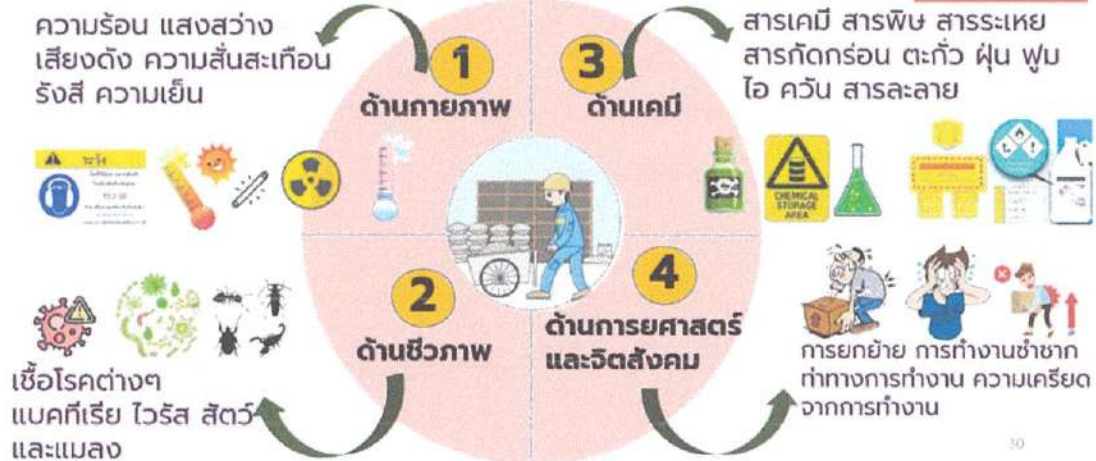 ความร้อน แสงสว่าง
เสียงดัง ความสั่นสะเทือน
รังสี ความเย็น
1
ด้านกายภาพ
3
ด้านเคมี
สารเคมี สารพิษ สารระเหย
สารกัดกร่อน ตะกั่ว ฝุ่น ฟูม
ไอ ควัน สารละลาย
CHEMICAL
STORAGE
AREA
2
ด้านชีวภาพ
เชื้อโรคต่างๆ
แบคทีเรีย ไวรัส สัตว์
และแมลง
4
ด้านการยศาสตร์
และจิตสังคม
การยกย้าย การทำงานซ้ำซาก
ท่าทางการทำงาน ความเครียด
จากการทำงาน